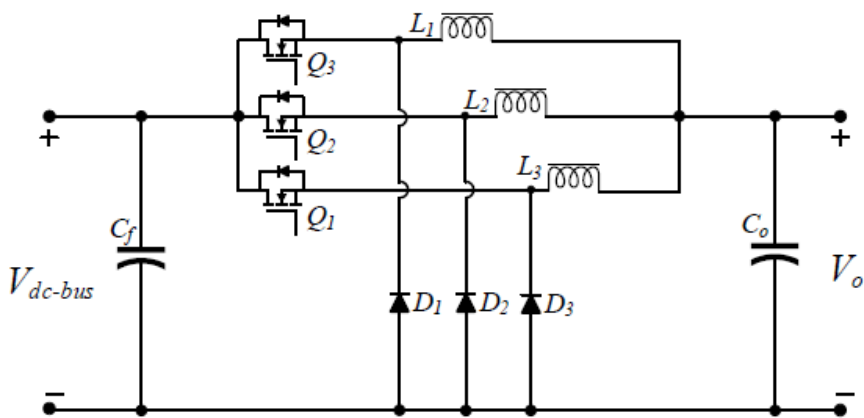 L1
Q3
L2
+
+
Q2
L3
Q1
Cf
Co
Vdc-bus
Vo
D1
D2
D3
−
−